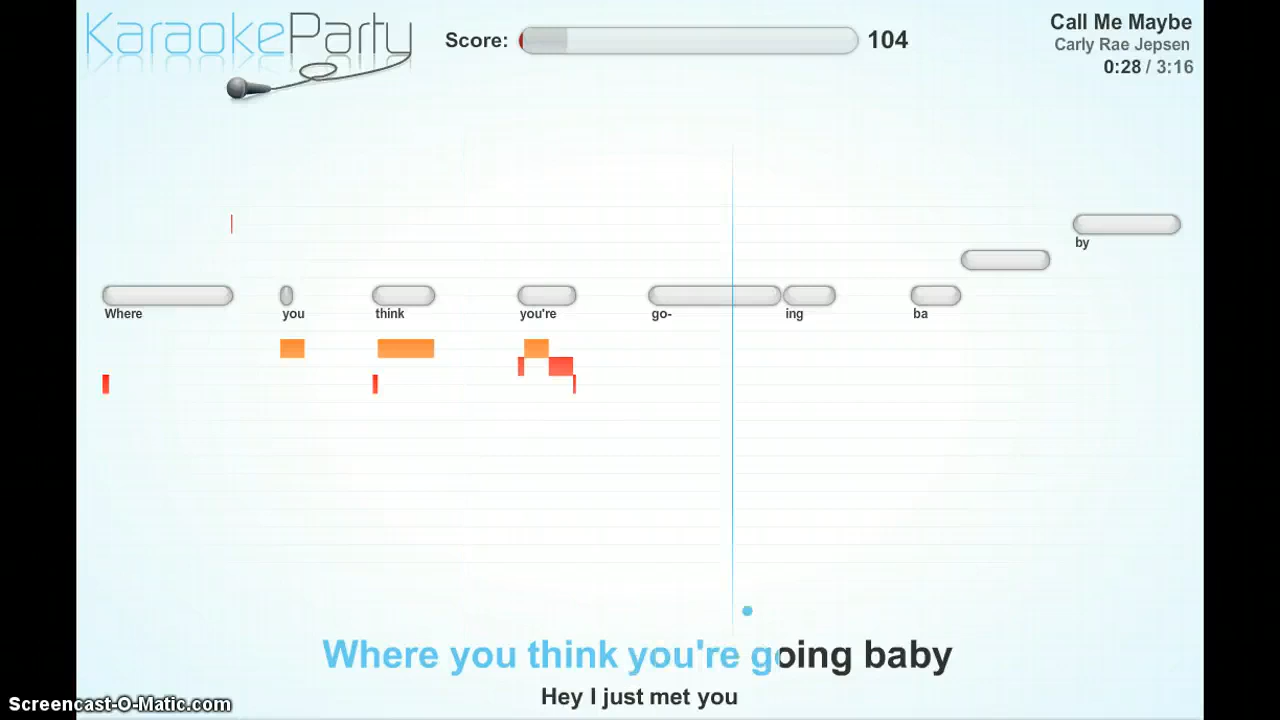 KaraokeParty
Score: 104
Call Me Maybe
Carly Rae Jepsen
0:28 / 3:16
by
Where you think you're go- ing ba
Where you think you're going baby
Hey I just met you
Screencast-O-Matic.com